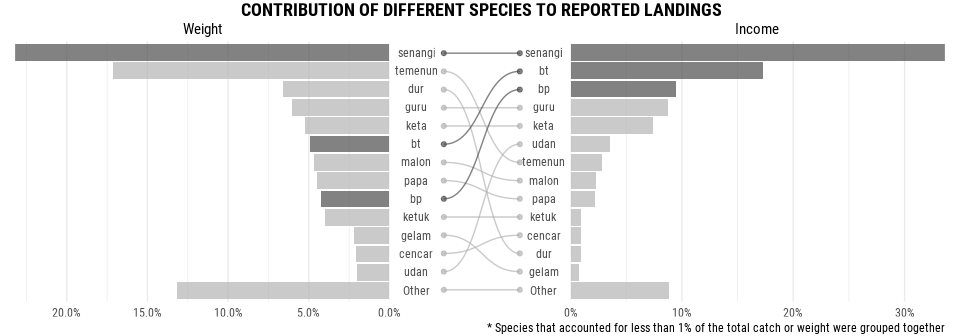 CONTRIBUTION OF DIFFERENT SPECIES TO REPORTED LANDINGS
Weight
Income
senangi senangi
temenun bt
dur bp
guru guru
keta keta
bt udan
malon temenun
papa malon
bp papa
ketuk ketuk
gelam cencar
cencar dur
udan gelam
Other Other
20.0% 15.0% 10.0% 5.0% 0.0% 0% 10% 20% 30%
* Species that accounted for less than 1% of the total catch or weight were grouped together